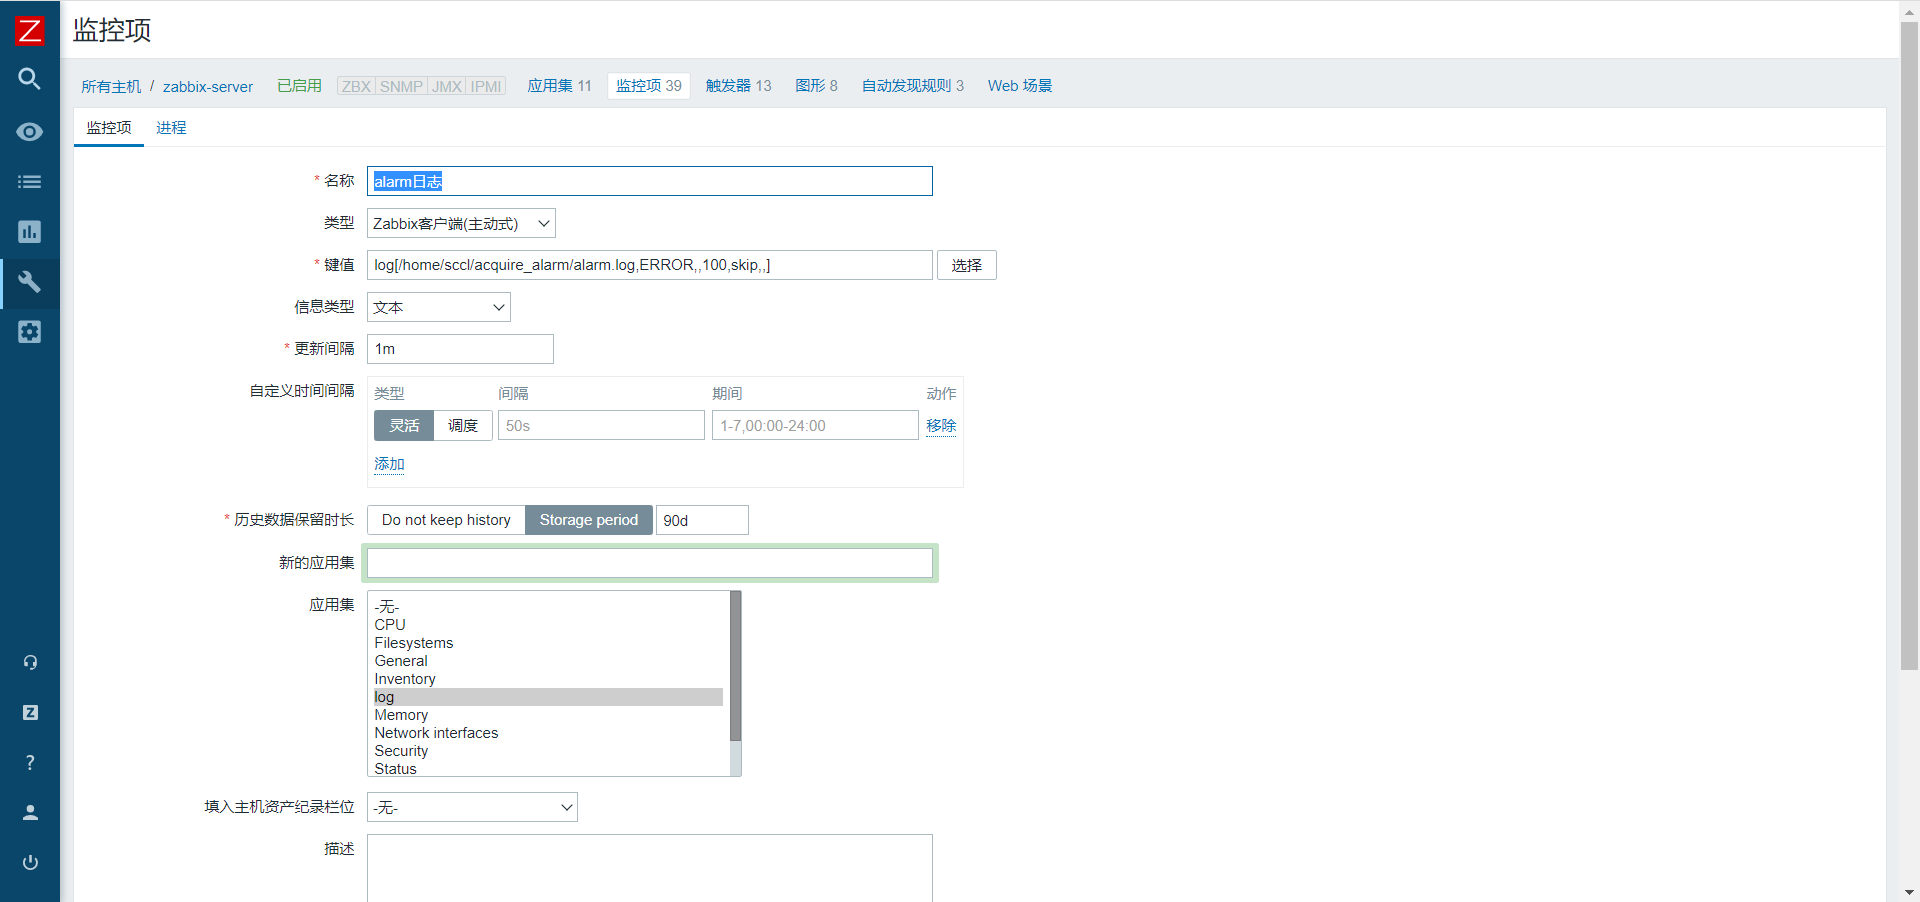 Z
监控项
所有主机 / zabbix-server 已启用 ZBX SNMP JMX IPMI 应用集 11 监控项 39 触发器 13 图形 8 自动发现规则 3 Web 场景
监控项 进程
* 名称 alarm日志
类型 Zabbix客户端(主动式)
* 键值 log[/home/sccl/acquire_alarm/alarm.log,ERROR,,100,skip,,] 选择
信息类型 文本
* 更新间隔 1m
自定义时间间隔 类型 间隔 期间 动作
灵活 调度 50s 1-7,00:00-24:00 移除
添加
* 历史数据保留时长 Do not keep history Storage period 90d
新的应用集
应用集 -无-
CPU
Filesystems
General
Inventory
log
Memory
Network interfaces
Security
Status
Z
?
填入主机资产纪录栏位 -无-
描述